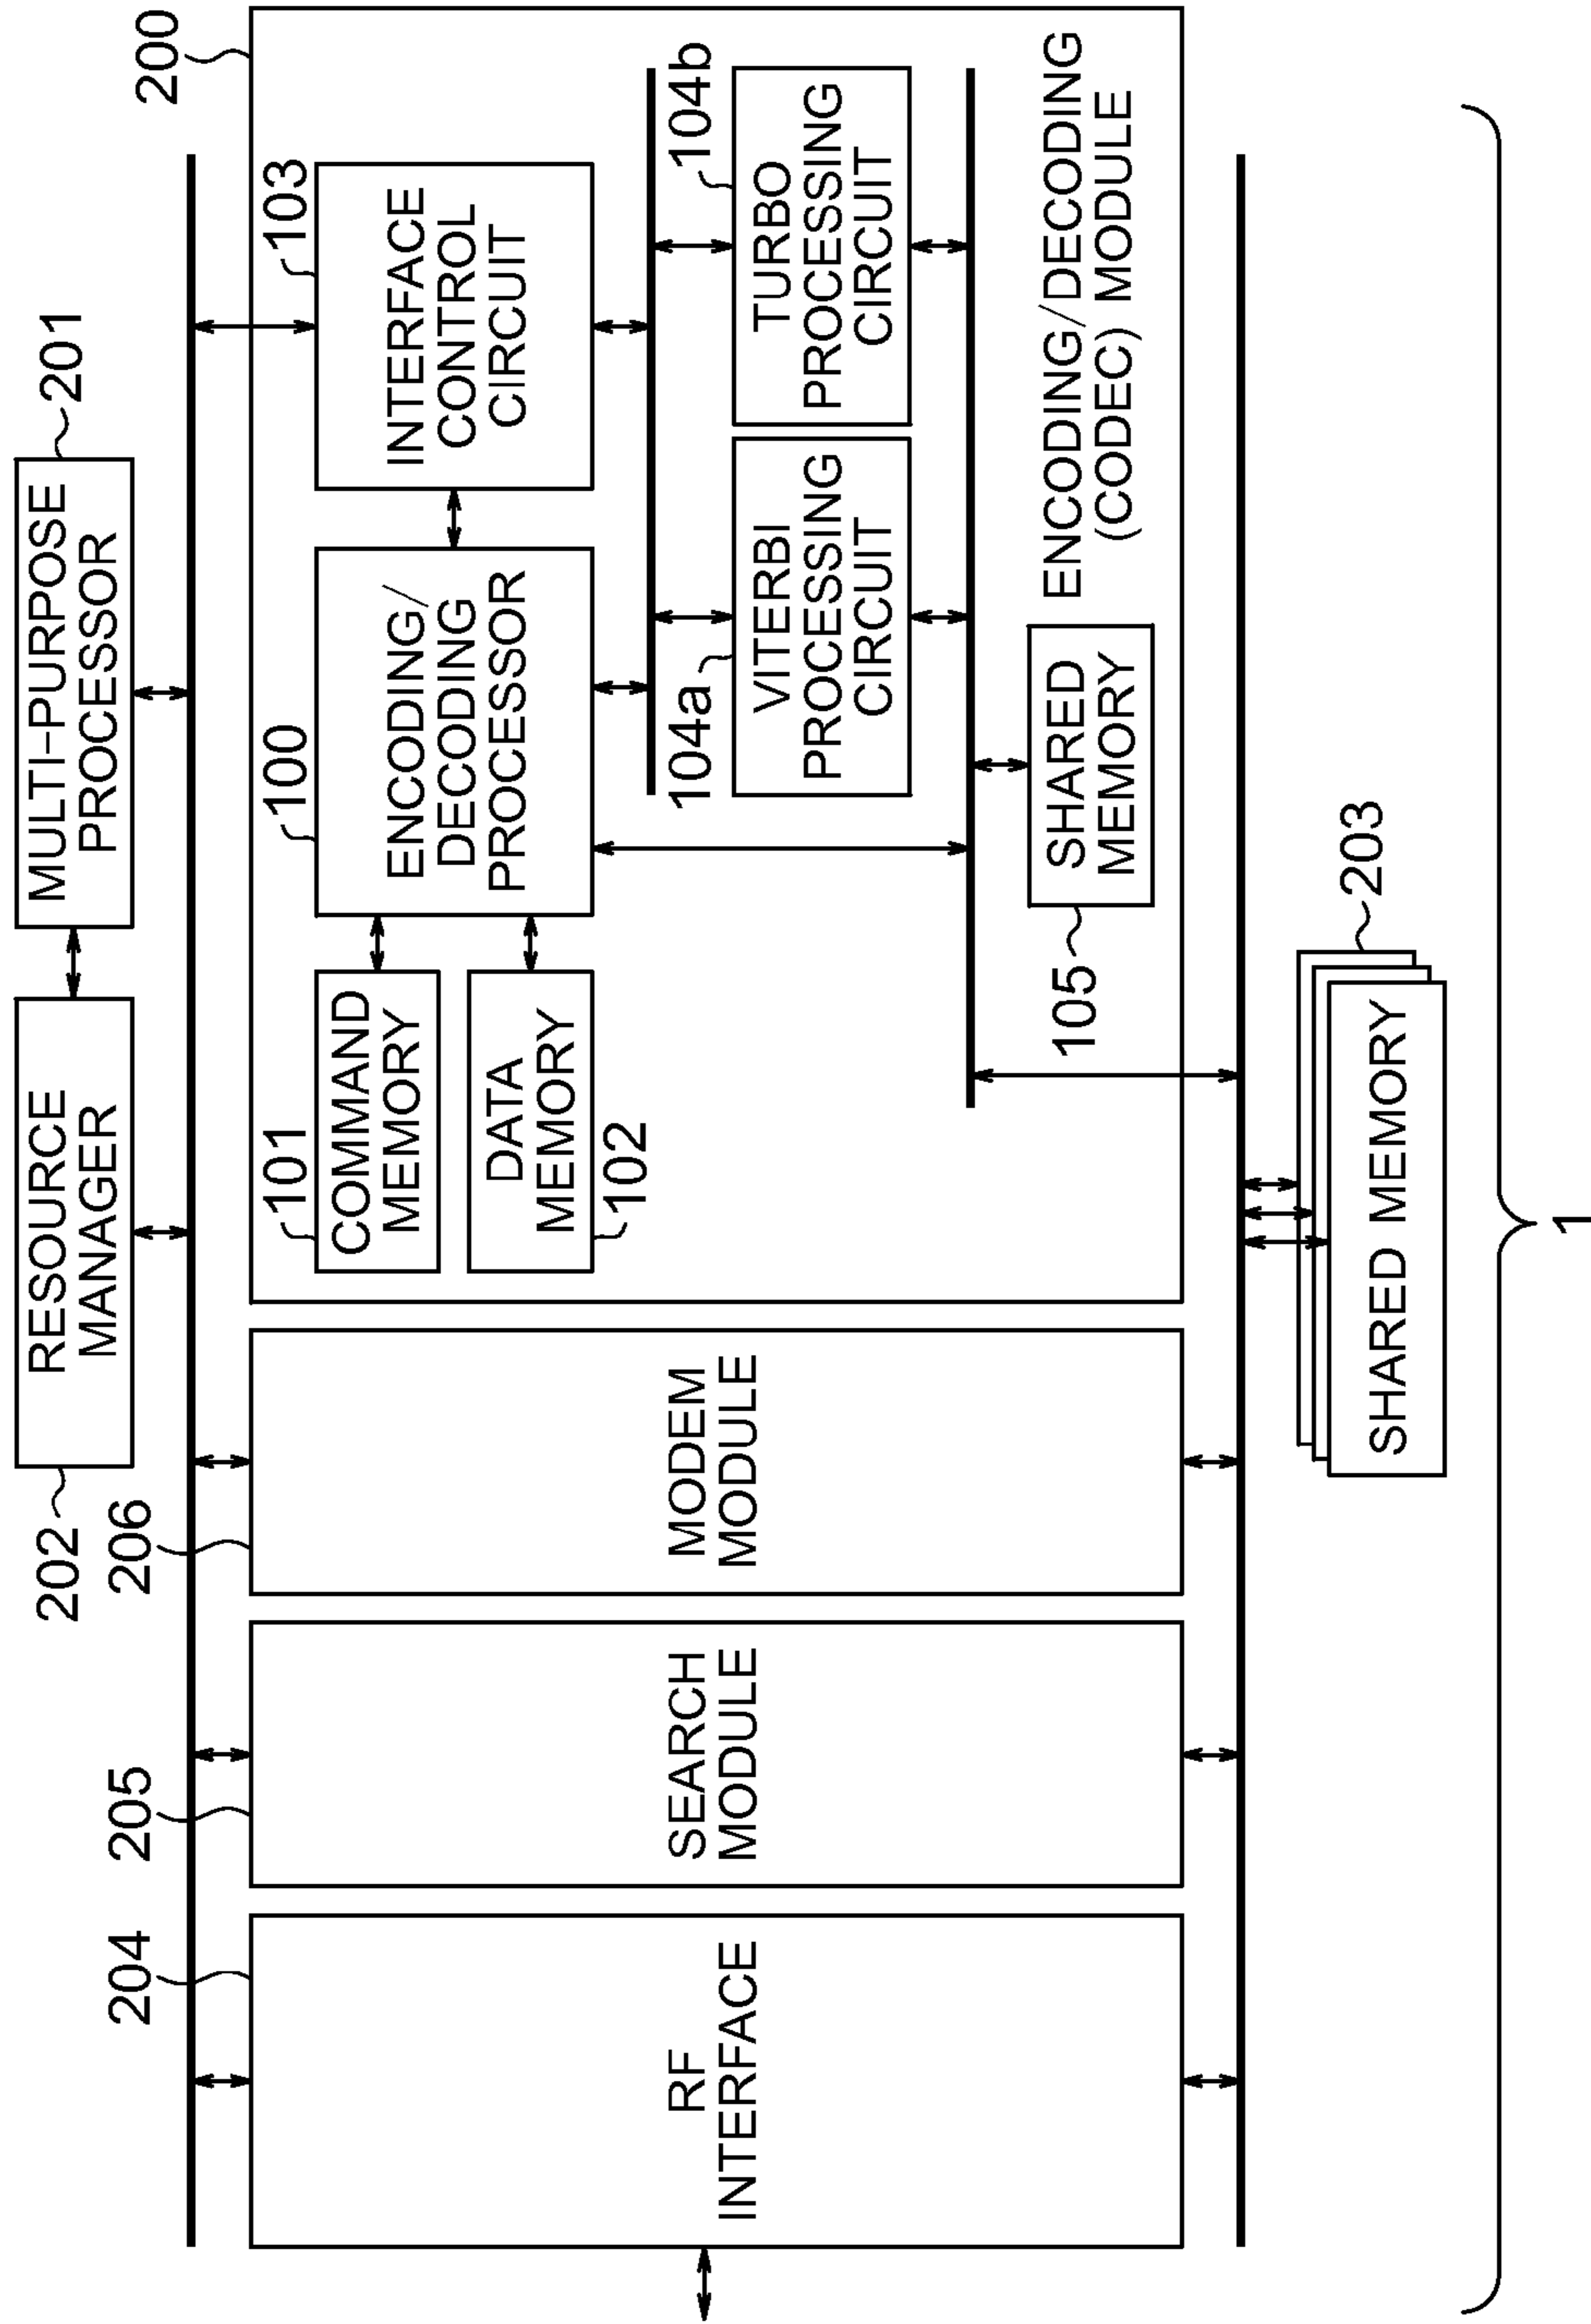 202
RESOURCE
MANAGER
MULTI-PURPOSE
PROCESSOR
201
204
205
206
200
RF
INTERFACE
SEARCH
MODULE
MODEM
MODULE
101
COMMAND
MEMORY
DATA
MEMORY
102
100
ENCODING/
DECODING
PROCESSOR
103
INTERFACE
CONTROL
CIRCUIT
104a
VITERBI
PROCESSING
CIRCUIT
104b
TURBO
PROCESSING
CIRCUIT
105
SHARED
MEMORY
ENCODING/DECODING
(CODEC) MODULE
SHARED MEMORY
203
1